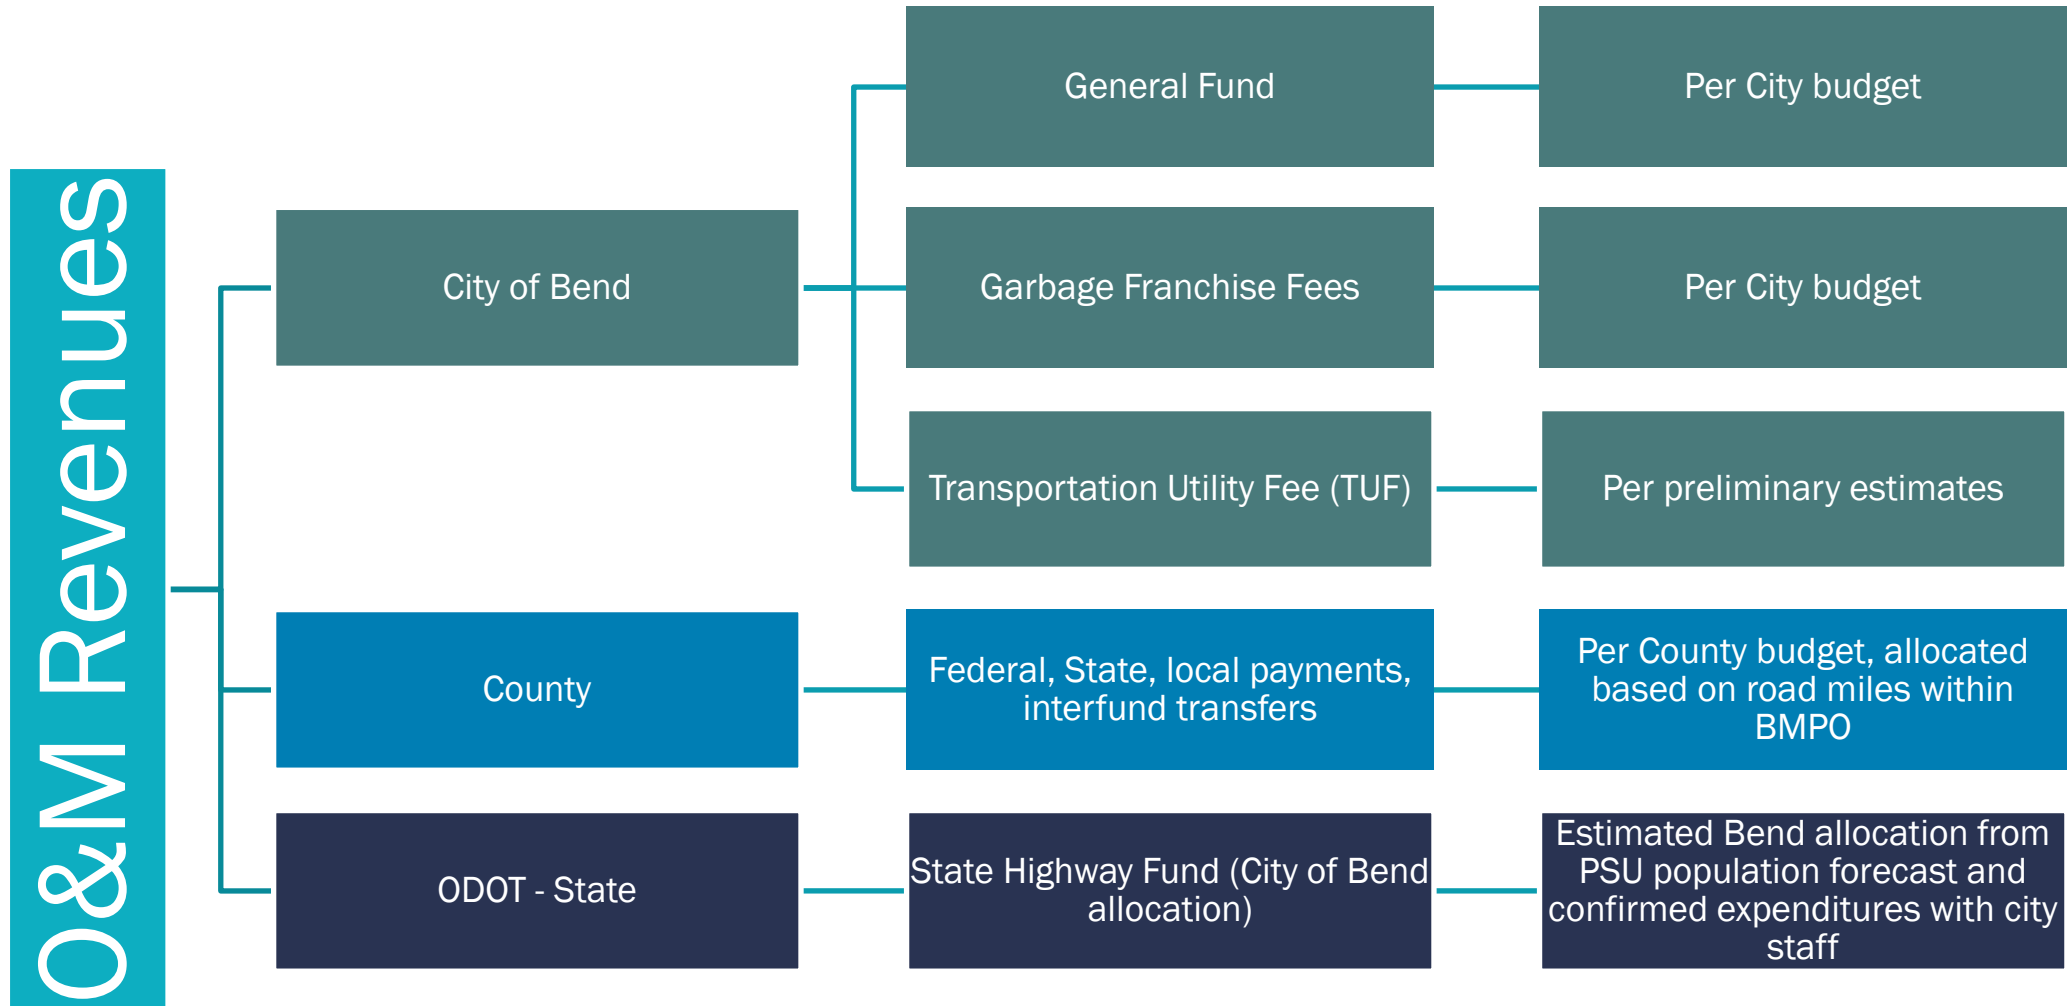 O&M Revenues
City of Bend
General Fund
Per City budget
Garbage Franchise Fees
Per City budget
Transportation Utility Fee (TUF)
Per preliminary estimates
County
Federal, State, local payments,
interfund transfers
Per County budget, allocated
based on road miles within
BMPO
ODOT - State
State Highway Fund (City of Bend
allocation)
Estimated Bend allocation from
PSU population forecast and
confirmed expenditures with city
staff